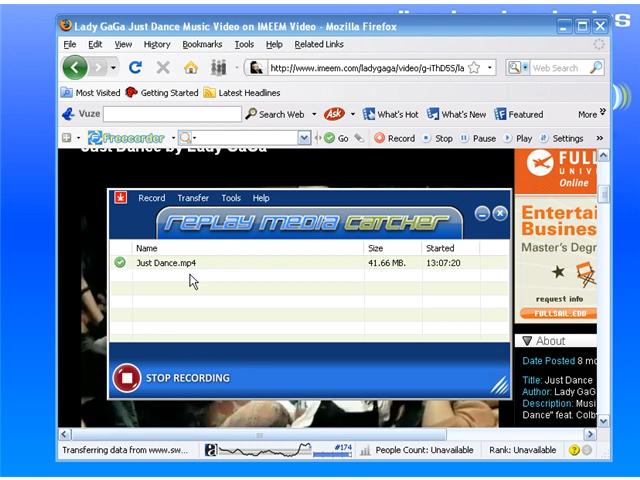 Lady GaGa Just Dance Music Video on IMEEM Video - Mozilla Firefox
File Edit View History Bookmarks Tools Help Related Links
http://www.imeem.com/ladygaga/video/g-iThD5S/la Web Search
Most Visited Getting Started Latest Headlines
Vuze Search Web Ask What's Hot What's New Featured More
Freecorder Go Record Stop Pause Play Settings
Just Dance by Lady GaGa
FULL
UNIV
Online
Record Transfer Tools Help
REPLAY MEDIA CATCHER
Entertai
Busines
Master's Degr
Name Size Started
Just Dance.mp4 41.66 MB. 13:07:20
request info
FULLSAIL.EDU
About
Date Posted 8 mo
Title: Just Dance
Author: Lady GaG
Description: Musi
Dance" feat. Colb
STOP RECORDING
Transferring data from www.sw... #174 People Count: Unavailable Rank: Unavailable